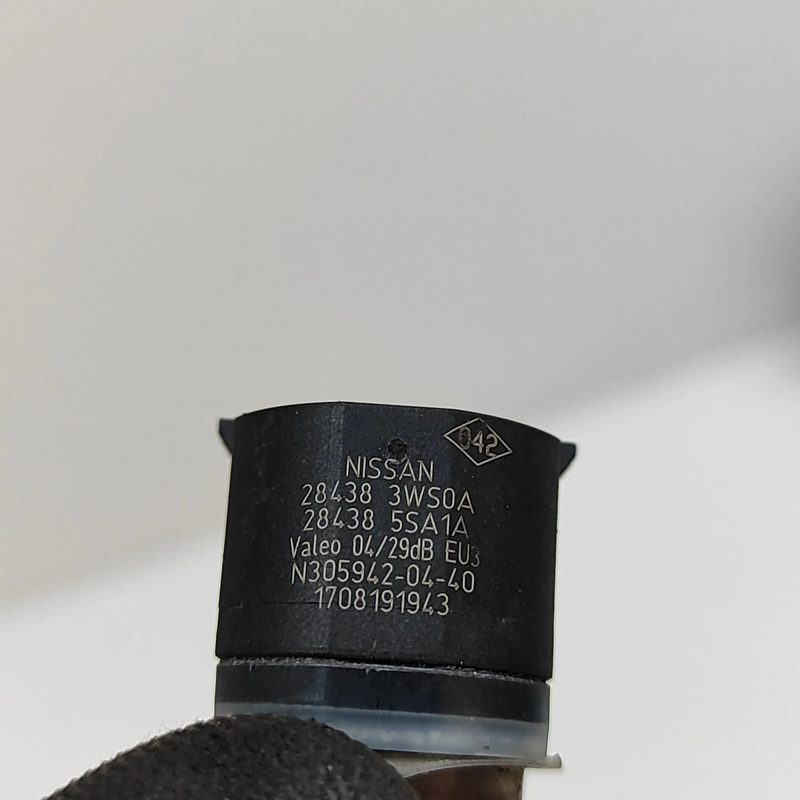 042
NISSAN
28438 3WS0A
28438 5SA1A
Valeo 04/29dB EU3
N305942-04-40
1708191943